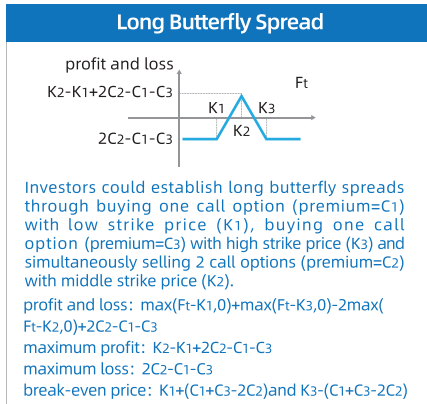 Long Butterfly Spread
profit and loss
K2-K1+2C2-C1-C3
Ft
K1
K3
K2
2C2-C1-C3
Investors could establish long butterfly spreads
through buying one call option (premium=C1)
with low strike price (K1), buying one call
option (premium=C3) with high strike price (K3) and
simultaneously selling 2 call options (premium=C2)
with middle strike price (K2).
profit and loss: max(Ft-K1,0)+max(Ft-K3,0)-2max(
Ft-K2,0)+2C2-C1-C3
maximum profit: K2-K1+2C2-C1-C3
maximum loss: 2C2-C1-C3
break-even price: K1+(C1+C3-2C2)and K3-(C1+C3-2C2)